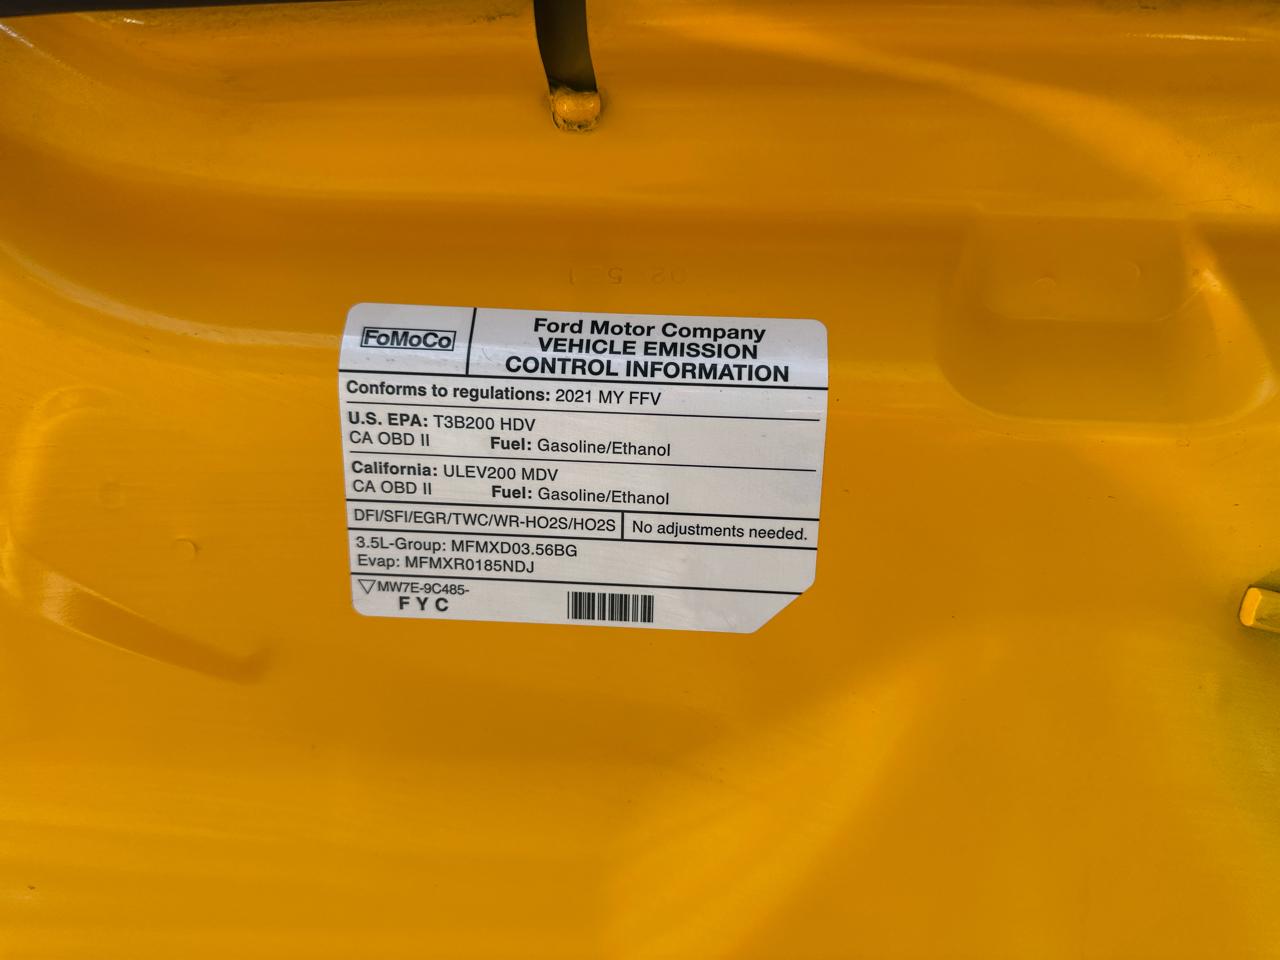 FoMoCo
Ford Motor Company
VEHICLE EMISSION
CONTROL INFORMATION
Conforms to regulations: 2021 MY FFV
U.S. EPA: T3B200 HDV
CA OBD II Fuel: Gasoline/Ethanol
California: ULEV200 MDV
CA OBD II Fuel: Gasoline/Ethanol
DFI/SFI/EGR/TWC/WR-HO2S/HO2S No adjustments needed.
3.5L-Group: MFMXD03.56BG
Evap: MFMXR0185NDJ
MW7E-9C485-
F Y C